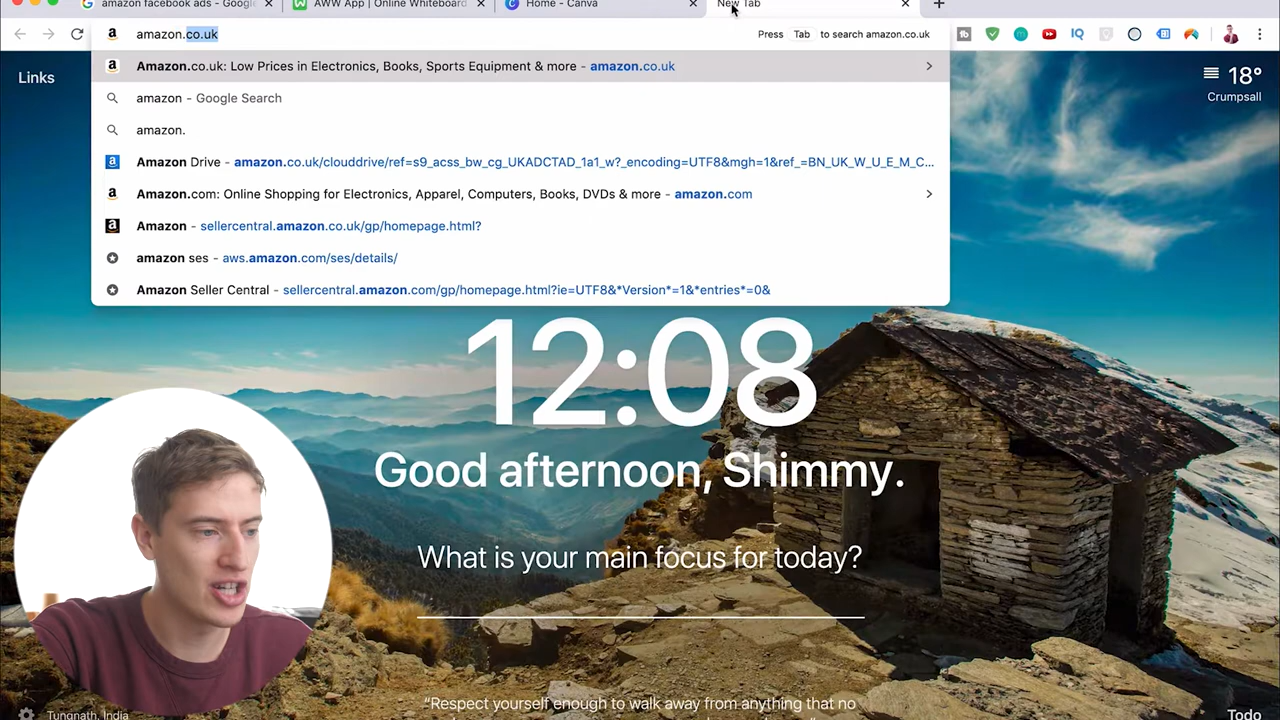 amazon facebook ads - Google
AWW App | Online Whiteboard
Home - Canva
New Tab
amazon.co.uk
Press Tab to search amazon.co.uk
Amazon.co.uk: Low Prices in Electronics, Books, Sports Equipment & more - amazon.co.uk
amazon - Google Search
amazon.
Amazon Drive - amazon.co.uk/clouddrive/ref=s9_acss_bw_cg_UKADCTAD_1a1_w?_encoding=UTF8&mgh=1&ref_=BN_UK_W_U_E_M_C...
Amazon.com: Online Shopping for Electronics, Apparel, Computers, Books, DVDs & more - amazon.com
Amazon - sellercentral.amazon.co.uk/gp/homepage.html?
amazon ses - aws.amazon.com/ses/details/
Amazon Seller Central - sellercentral.amazon.com/gp/homepage.html?ie=UTF8&*Version*=1&*entries*=0&
Links
18°
Crumpsall
12:08
Good afternoon, Shimmy.
What is your main focus for today?
"Respect yourself enough to walk away from anything that no
Tungnath, India
Todo